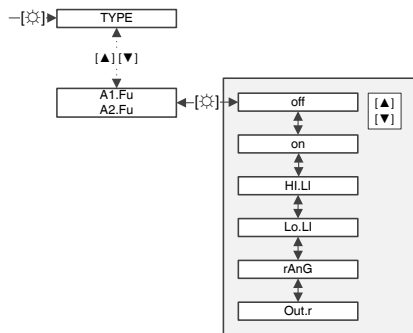 TYPE
[▲] [▼]
A1.Fu
A2.Fu
off
[▲]
[▼]
on
HI.LI
Lo.LI
rAnG
Out.r